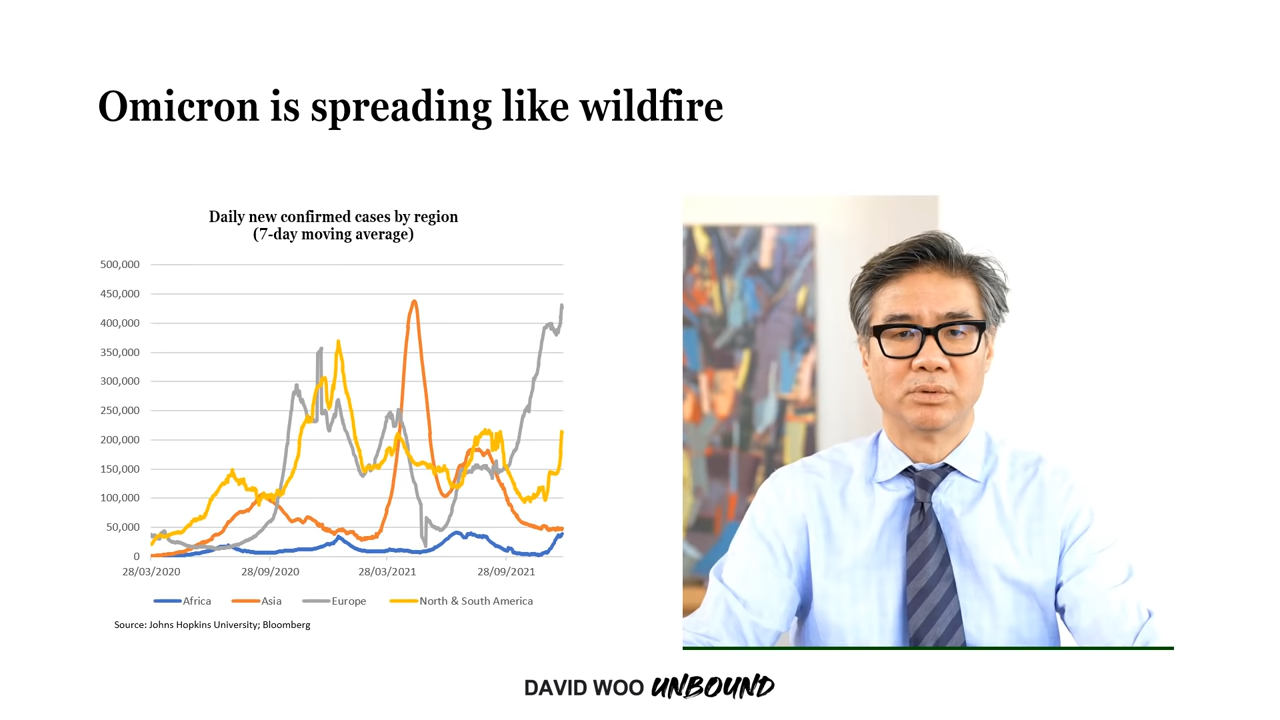 Omicron is spreading like wildfire
Daily new confirmed cases by region
(7-day moving average)
500,000
450,000
400,000
350,000
300,000
250,000
200,000
150,000
100,000
50,000
0
28/03/2020 28/09/2020 28/03/2021 28/09/2021
Africa Asia Europe North & South America
Source: Johns Hopkins University; Bloomberg
DAVID WOO UNBOUND